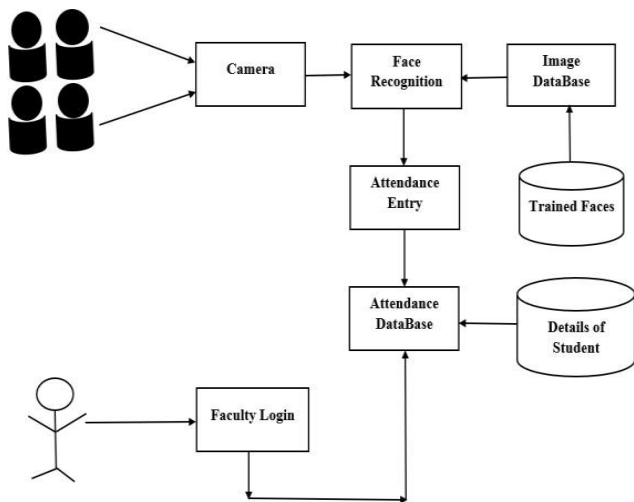 Camera
Face
Recognition
Image
DataBase
Attendance
Entry
Trained Faces
Attendance
DataBase
Details of
Student
Faculty Login